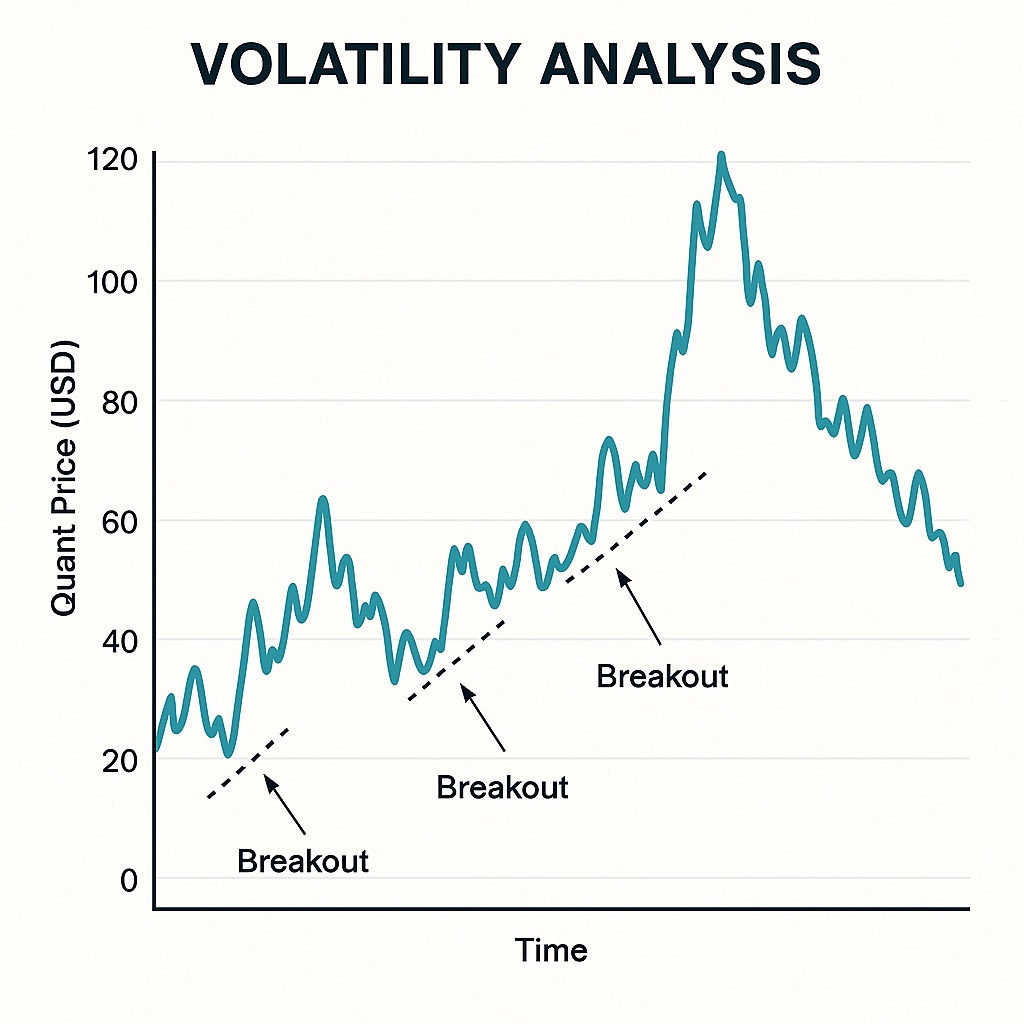 VOLATILITY ANALYSIS
120
100
80
60
40
20
0
Quant Price (USD)
Breakout
Breakout
Breakout
Time